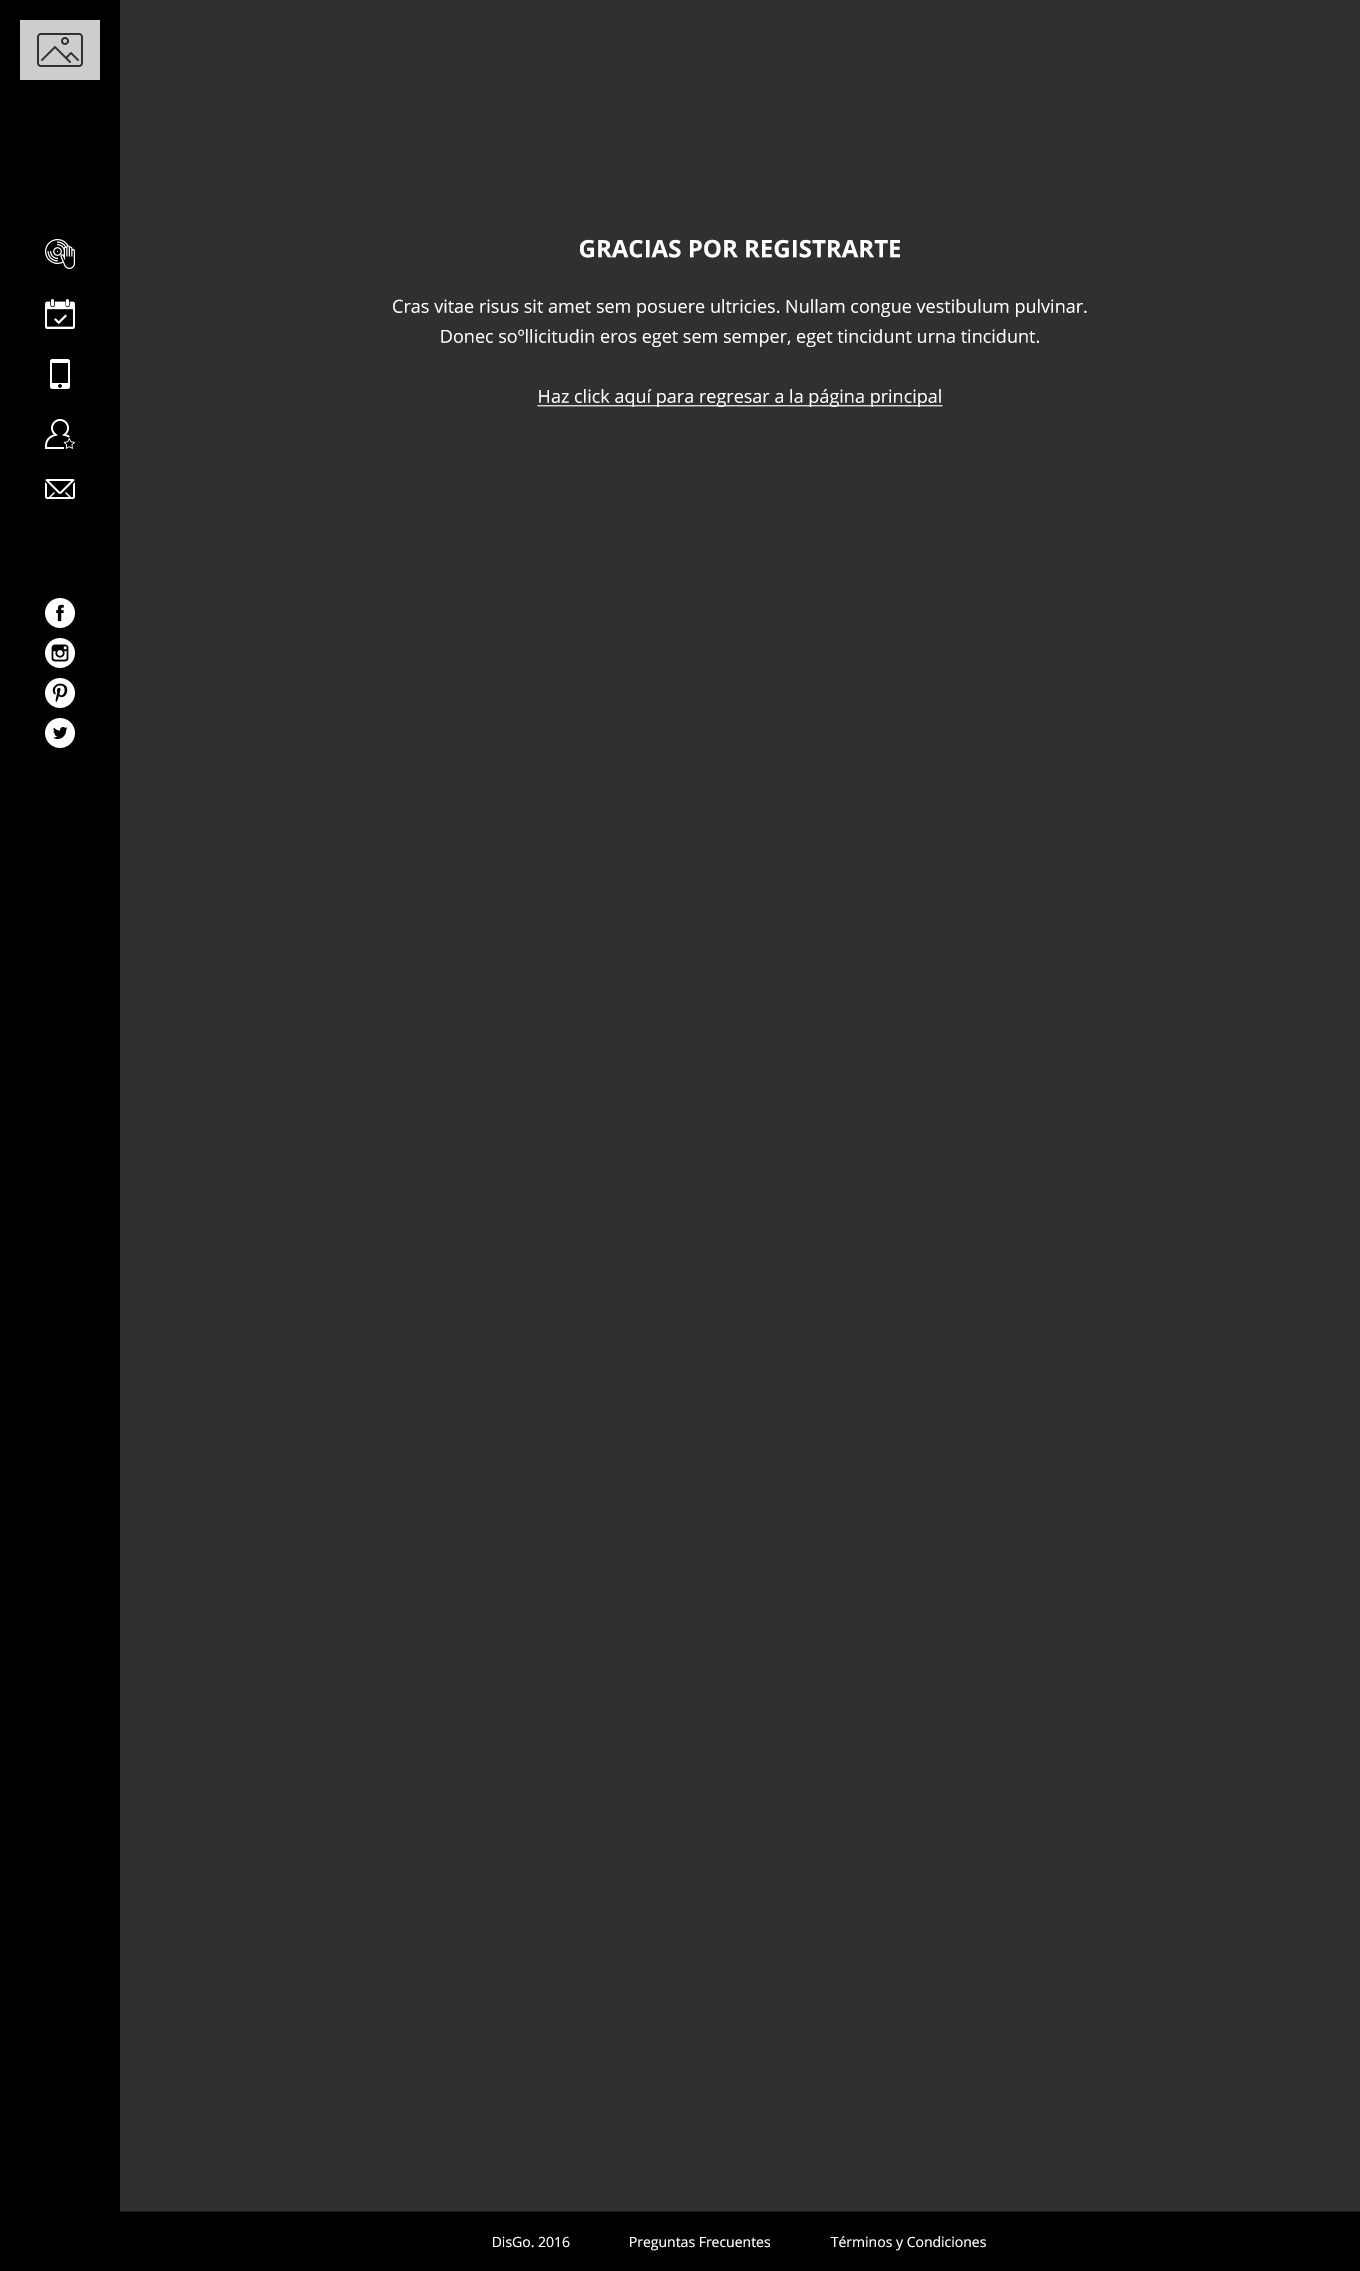 GRACIAS POR REGISTRARTE
Cras vitae risus sit amet sem posuere ultricies. Nullam congue vestibulum pulvinar.
Donec soºllicitudin eros eget sem semper, eget tincidunt urna tincidunt.
Haz click aquí para regresar a la página principal
DisGo. 2016 Preguntas Frecuentes Términos y Condiciones